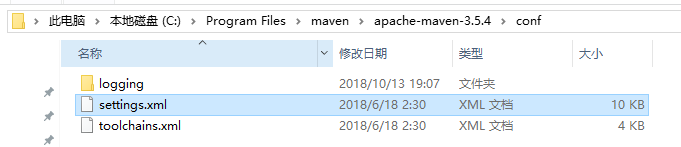 此电脑 › 本地磁盘 (C:) › Program Files › maven › apache-maven-3.5.4 › conf
名称 修改日期 类型 大小
logging 2018/10/13 19:07 文件夹
settings.xml 2018/6/18 2:30 XML 文档 10 KB
toolchains.xml 2018/6/18 2:30 XML 文档 4 KB